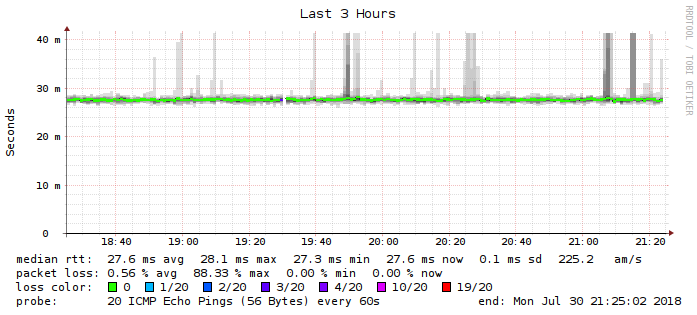 Last 3 Hours
RRDTOOL / TOBI OETIKER
Seconds
40 m
30 m
20 m
10 m
0
18:40 19:00 19:20 19:40 20:00 20:20 20:40 21:00 21:20
median rtt: 27.6 ms avg 28.1 ms max 27.3 ms min 27.6 ms now 0.1 ms sd 225.2 am/s
packet loss: 0.56 % avg 88.33 % max 0.00 % min 0.00 % now
loss color: 0 1/20 2/20 3/20 4/20 10/20 19/20
probe: 20 ICMP Echo Pings (56 Bytes) every 60s end: Mon Jul 30 21:25:02 2018